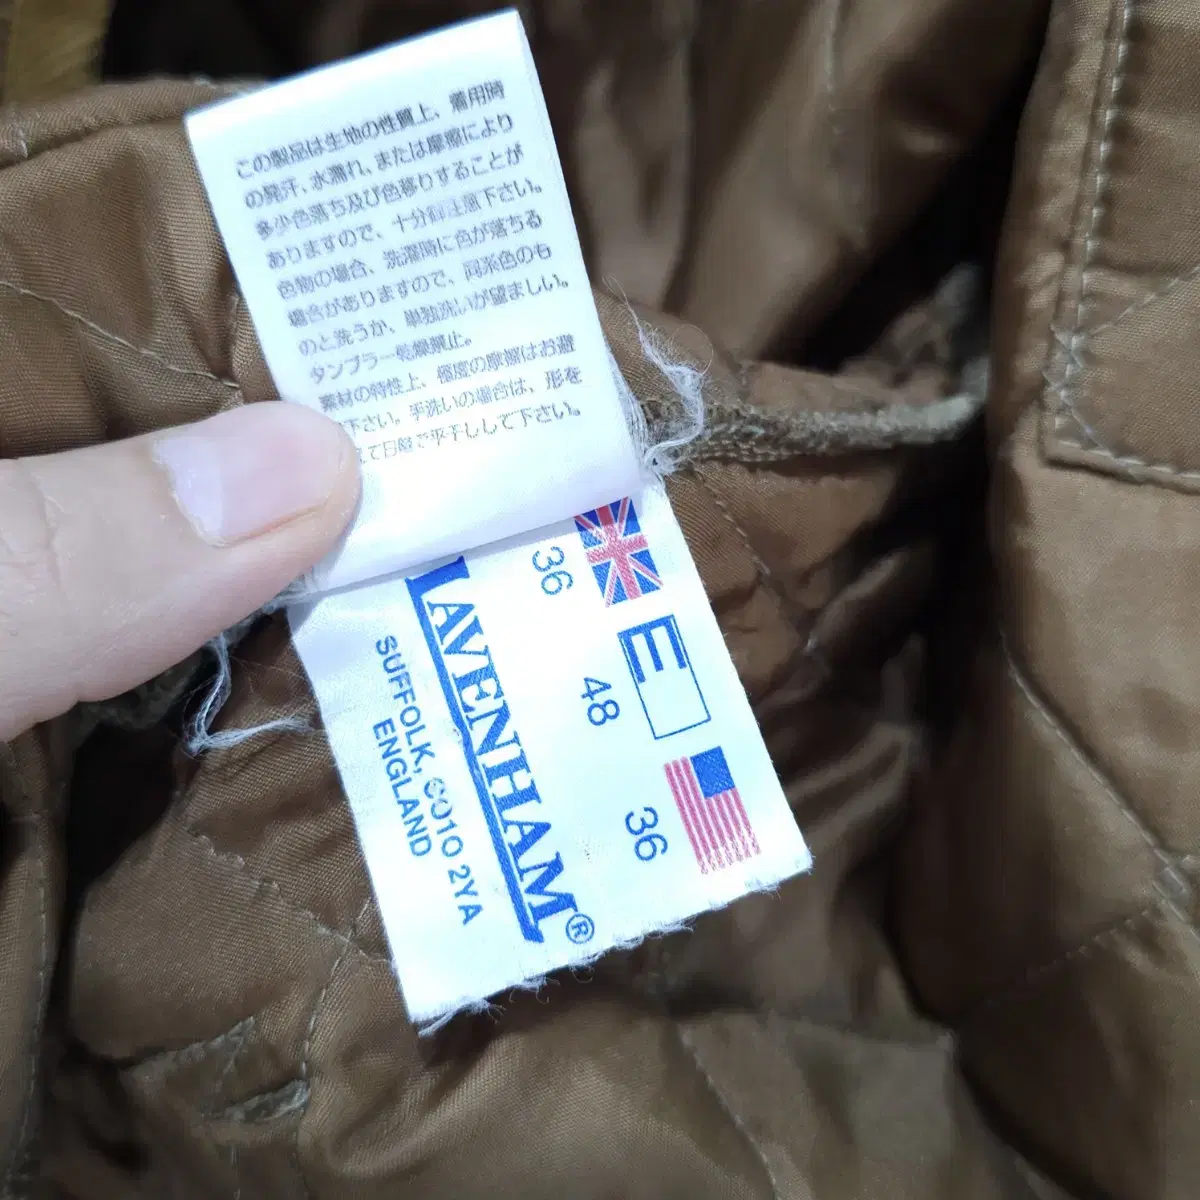 この製品は生地の性質上、着用時
の発汗、水濡れ、または摩擦により
多少色落ち及び色移りすることが
ありますので、十分御注意下さい。
色物の場合、洗濯時に色が落ちる
場合がありますので、同系色のも
のと洗うか、単独洗いが望ましい。
タンブラー乾燥禁止。
素材の特性上、極度の摩擦はお避
下さい。手洗いの場合は、形を
えて日陰で平干しして下さい。
36
E
48
36
LAVENHAM®
SUFFOLK, CO10 2YA
ENGLAND